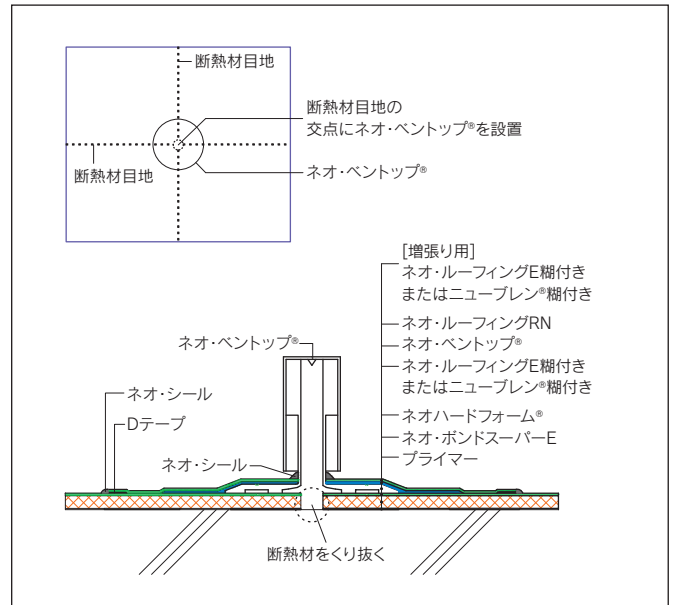 断熱材目地
断熱材目地の
交点にネオ・ベントップ®を設置
断熱材目地
ネオ・ベントップ®
[増張り用]
ネオ・ルーフィングE糊付き
またはニューブレン®糊付き
ネオ・ルーフィングRN
ネオ・ベントップ®
ネオ・ベントップ®
ネオ・ルーフィングE糊付き
またはニューブレン®糊付き
ネオ・シール
ネオハードフォーム®
Dテープ
ネオ・ボンドスーパーE
ネオ・シール
プライマー
断熱材をくり抜く